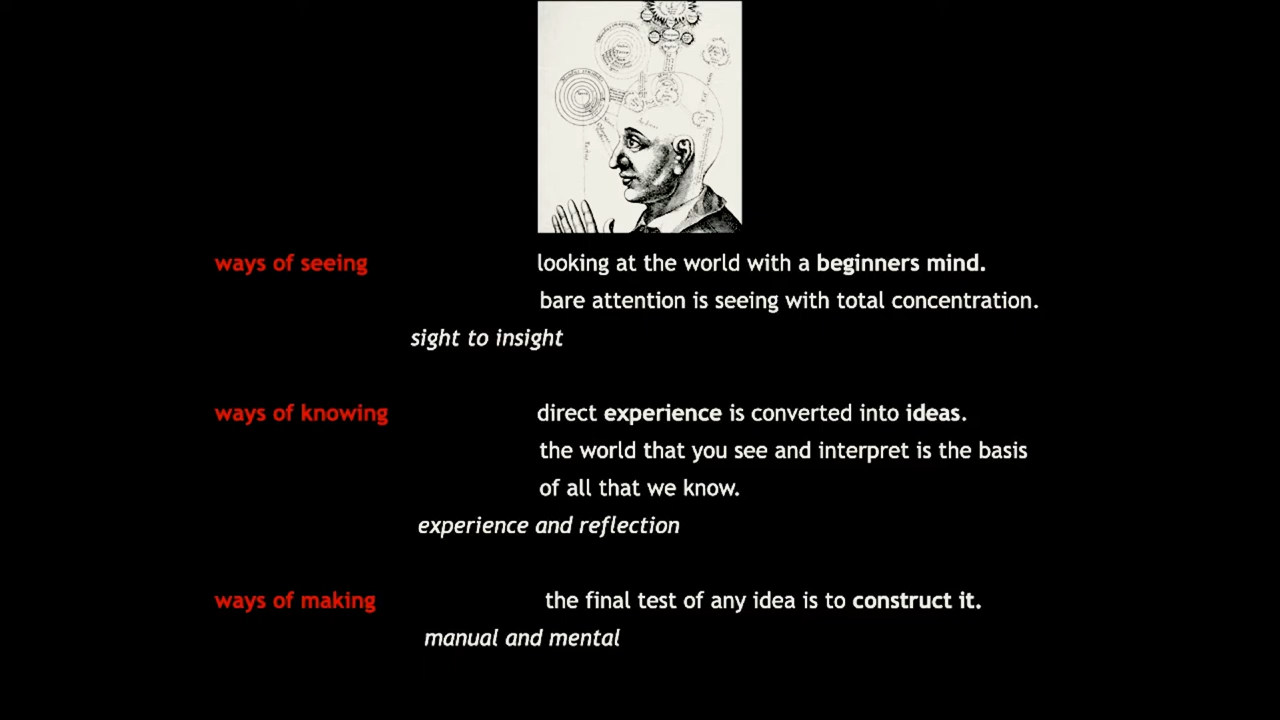 ways of seeing looking at the world with a beginners mind.
bare attention is seeing with total concentration.
sight to insight
ways of knowing direct experience is converted into ideas.
the world that you see and interpret is the basis
of all that we know.
experience and reflection
ways of making the final test of any idea is to construct it.
manual and mental